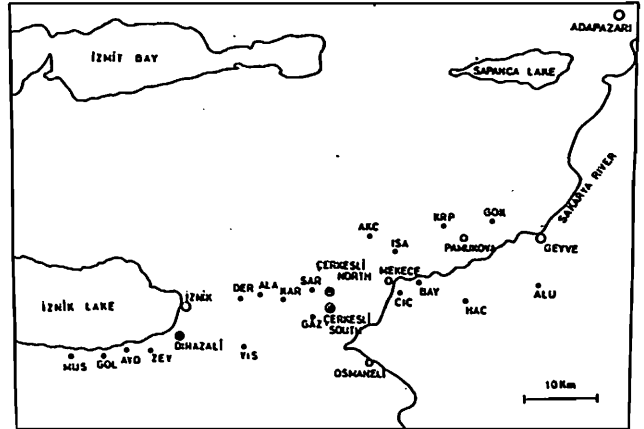 ADAPAZARI
İZMİT BAY
SAPANCA LAKE
SAKARYA RIVER
KRP
GOK
AKC
ISA
PAMUKOVA
GEYVE
ÇERKESLİ
NORTH
MEKECE
SAR
ALA
DER
KAR
İZNİK
İZNİK LAKE
CIC
BAY
HAC
ALU
GAZ
ÇERKESLİ
SOUTH
D.HAZALİ
YIS
MUS
GOL
AYD
ZEY
OSMANELİ
10 Km